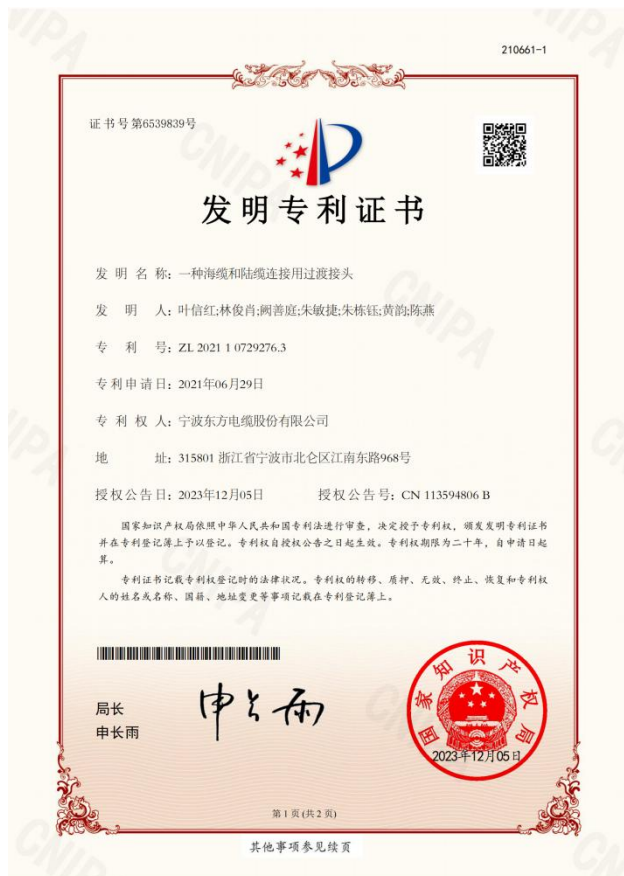 210661-1
证书号第6539839号
发明专利证书
发明名称：一种海缆和陆缆连接用过渡接头
发明人：叶信红;林俊肖;阙善庭;朱敏捷;朱栋钰;黄韵;陈燕
专利号：ZL 2021 1 0729276.3
专利申请日：2021年06月29日
专利权人：宁波东方电缆股份有限公司
地址：315801 浙江省宁波市北仑区江南东路968号
授权公告日：2023年12月05日 授权公告号：CN 113594806 B
国家知识产权局依照中华人民共和国专利法进行审查，决定授予专利权，颁发发明专利证书
并在专利登记簿上予以登记。专利权自授权公告之日起生效。专利权期限为二十年，自申请日起
算。
专利证书记载专利权登记时的法律状况。专利权的转移、质押、无效、终止、恢复和专利权
人的姓名或名称、国籍、地址变更等事项记载在专利登记簿上。
局长
申长雨
申长雨
国家知识产权局
2023年12月05日
第 1 页 (共 2 页)
其他事项参见续页
CNIPA